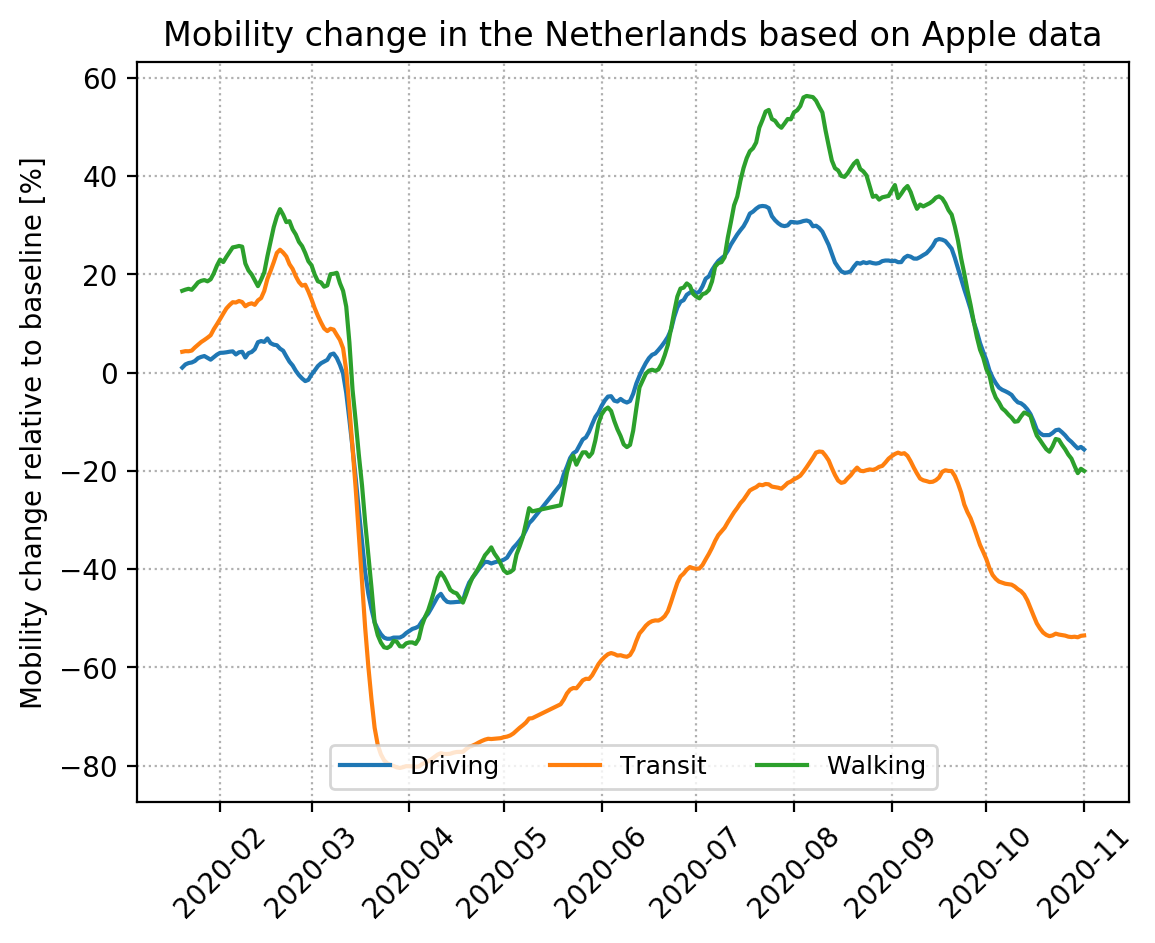 Mobility change in the Netherlands based on Apple data
Mobility change relative to baseline [%]
60
40
20
0
−20
−40
−60
−80
Driving Transit Walking
2020-02 2020-03 2020-04 2020-05 2020-06 2020-07 2020-08 2020-09 2020-10 2020-11